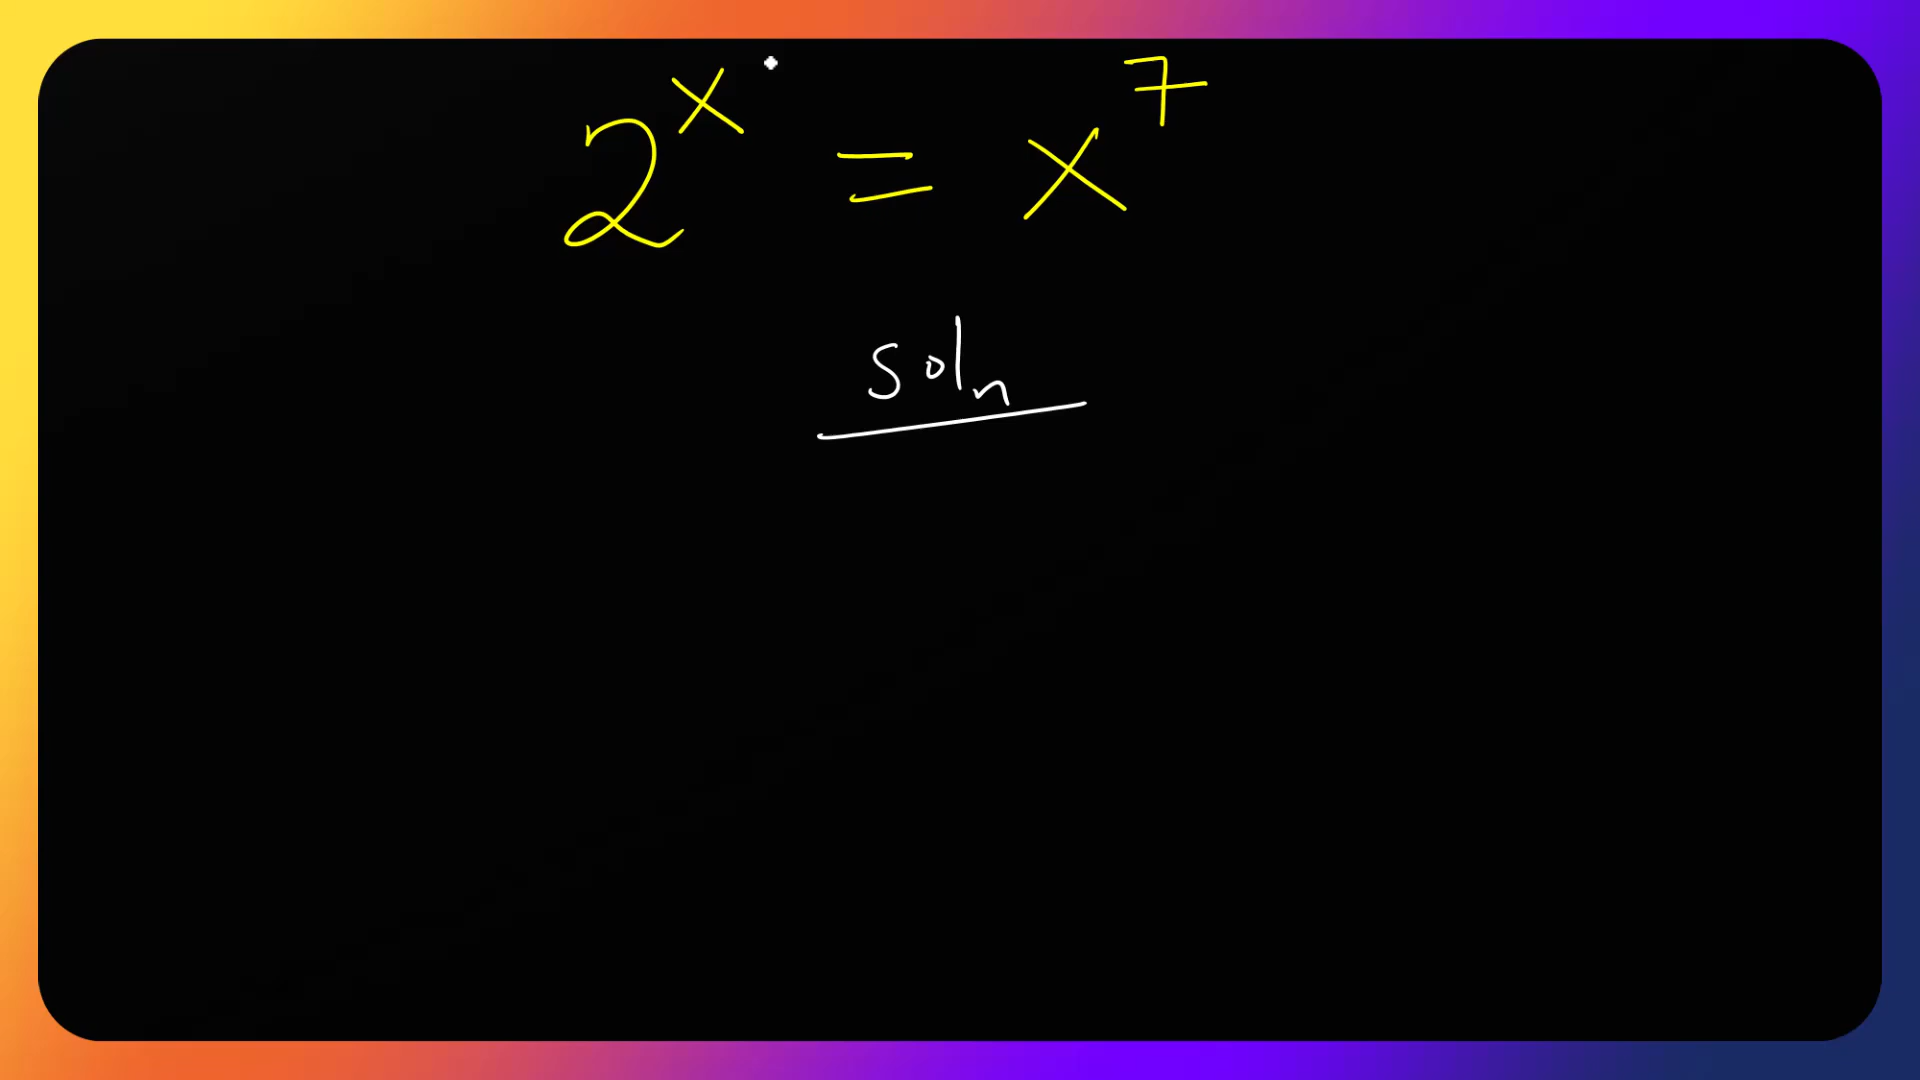 2^x = x^7
soln